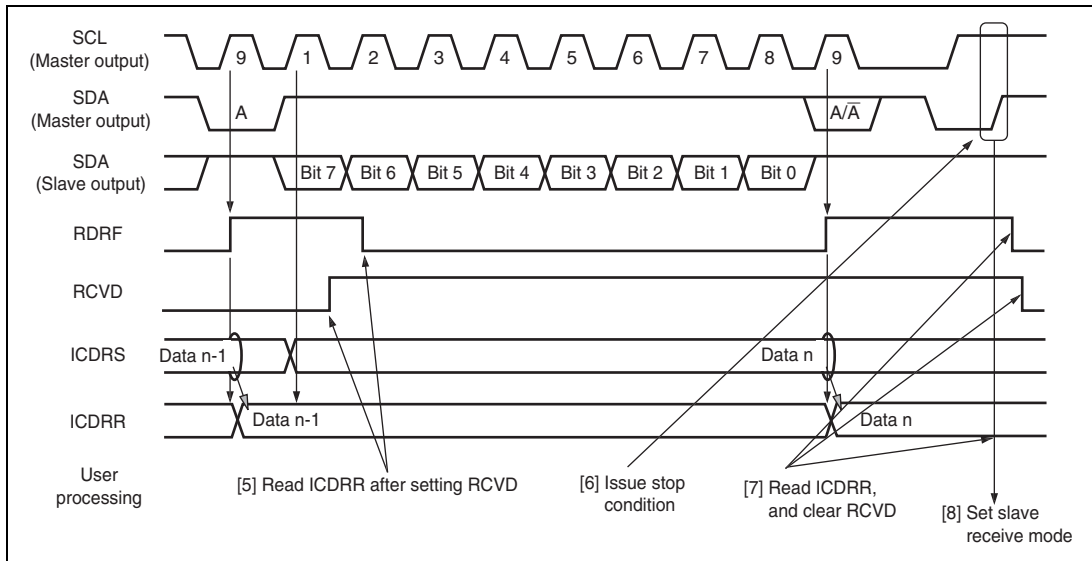 SCL
(Master output)
9 1 2 3 4 5 6 7 8 9
SDA
(Master output)
A A/A̅
SDA
(Slave output)
Bit 7 Bit 6 Bit 5 Bit 4 Bit 3 Bit 2 Bit 1 Bit 0
RDRF
RCVD
ICDRS
Data n-1 Data n
ICDRR
Data n-1 Data n
User
processing
[5] Read ICDRR after setting RCVD
[6] Issue stop
condition
[7] Read ICDRR,
and clear RCVD
[8] Set slave
receive mode